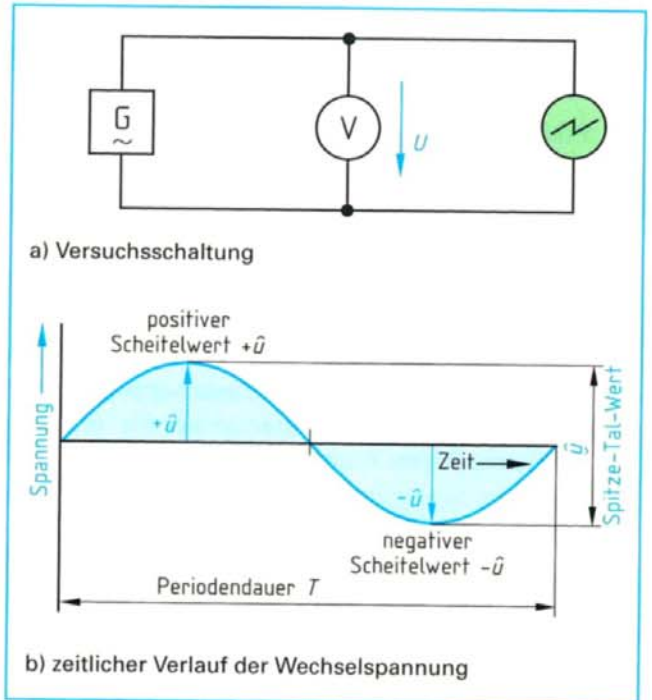 G
~
V
U
a) Versuchsschaltung
positiver
Scheitelwert +û
Spannung
+û
Zeit
-û
û
Spitze-Tal-Wert
negativer
Scheitelwert -û
Periodendauer T
b) zeitlicher Verlauf der Wechselspannung